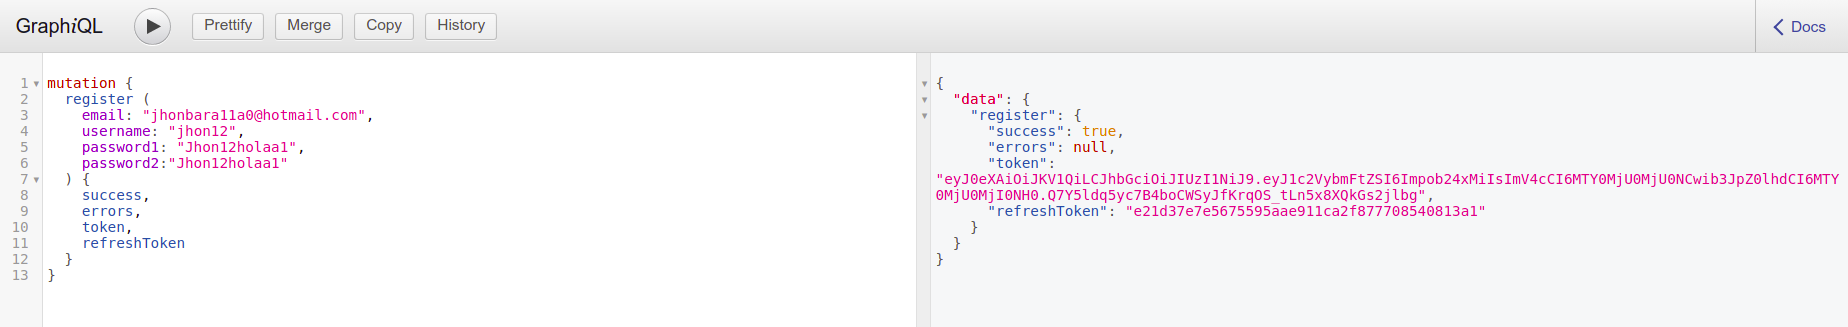 GraphiQL Prettify Merge Copy History Docs
1 mutation {
2 register (
3 email: "jhonbara11a0@hotmail.com",
4 username: "jhon12",
5 password1: "Jhon12holaa1",
6 password2:"Jhon12holaa1"
7 ) {
8 success,
9 errors,
10 token,
11 refreshToken
12 }
13 }
{
"data": {
"register": {
"success": true,
"errors": null,
"token":
"eyJ0eXAiOiJKV1QiLCJhbGciOiJIUzI1NiJ9.eyJ1c2VybmFtZSI6Impob24xMiIsImV4cCI6MTY0MjU0MjU0NCwib3JpZ0lhdCI6MTY
0MjU0MjI0NH0.Q7Y5ldq5yc7B4boCWSyJfKrqOS_tLn5x8XQkGs2jlbg",
"refreshToken": "e21d37e7e5675595aae911ca2f877708540813a1"
}
}
}